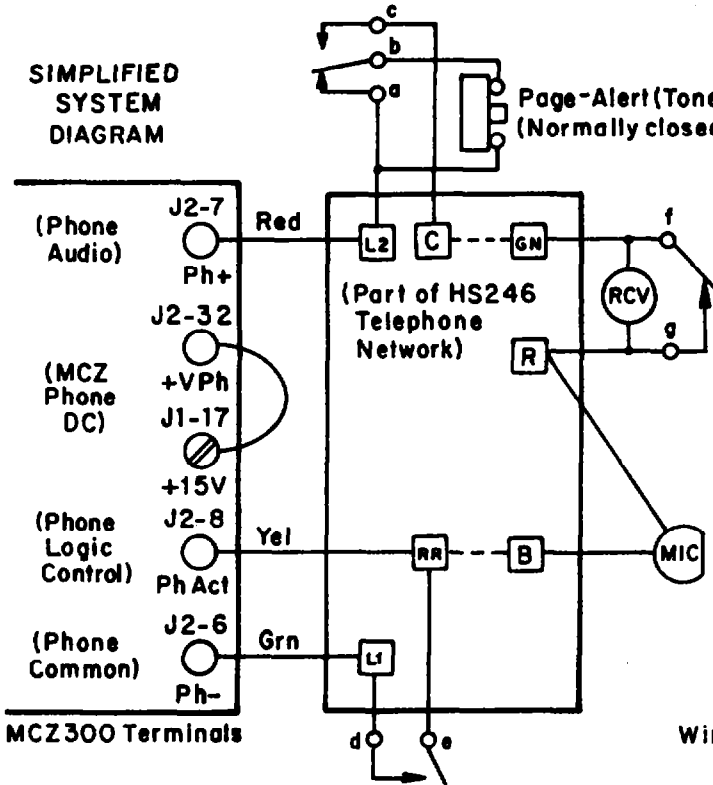 SIMPLIFIED
SYSTEM
DIAGRAM
c
b
a
Page-Alert (Tone
(Normally closed
(Phone
Audio)
J2-7
Ph+
Red
L2
C
GN
f
RCV
g
(Part of HS246
Telephone
Network)
R
(MCZ
Phone
DC)
J2-32
+VPh
J1-17
+15V
(Phone
Logic
Control)
J2-8
Ph Act
Yel
RR
B
MIC
(Phone
Common)
J2-6
Ph-
Grn
L1
MCZ300 Terminals
d
e